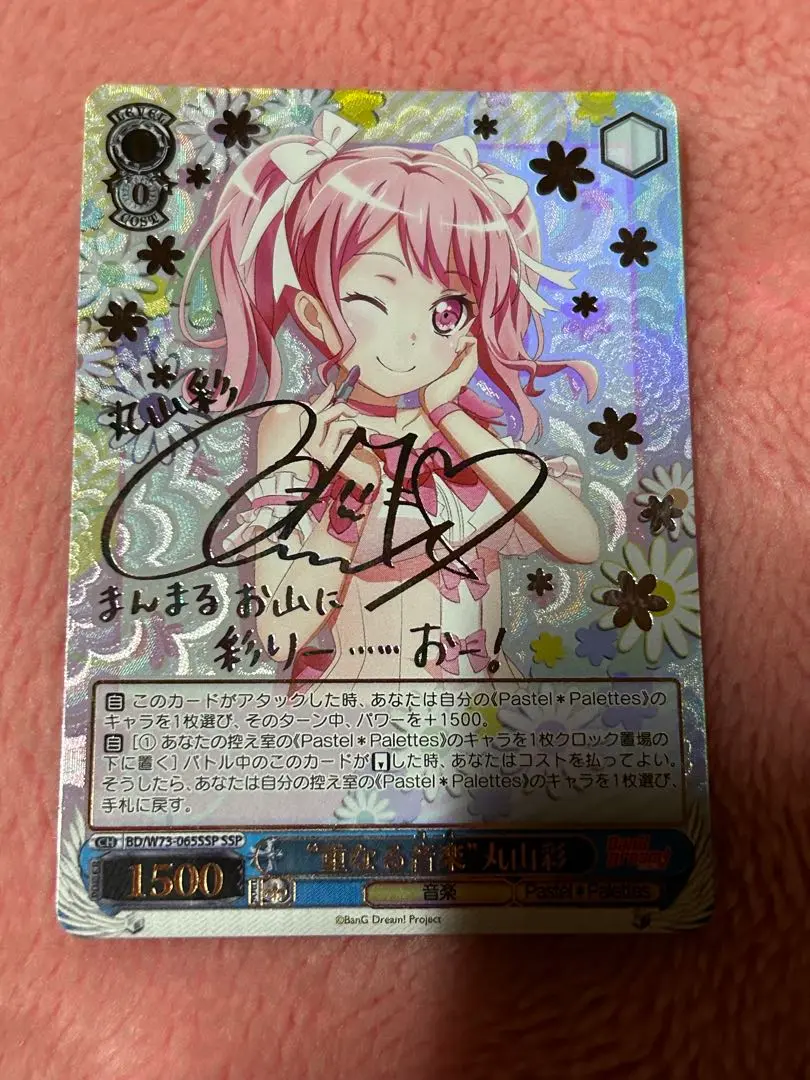 LEVEL
0
COST
丸山彩
まんまるお山に
彩りー……おー!
自 このカードがアタックした時、あなたは自分の《Pastel＊Palettes》の
キャラを1枚選び、そのターン中、パワーを＋1500。
自 [① あなたの控え室の《Pastel＊Palettes》のキャラを1枚クロック置場の
下に置く] バトル中のこのカードが した時、あなたはコストを払ってよい。
そうしたら、あなたは自分の控え室の《Pastel＊Palettes》のキャラを1枚選び、
手札に戻す。
CH BD/W73-065SSP SSP
"重なる音楽"丸山彩
BanG Dream!
POWER 1500
音楽 Pastel＊Palettes
©BanG Dream! Project